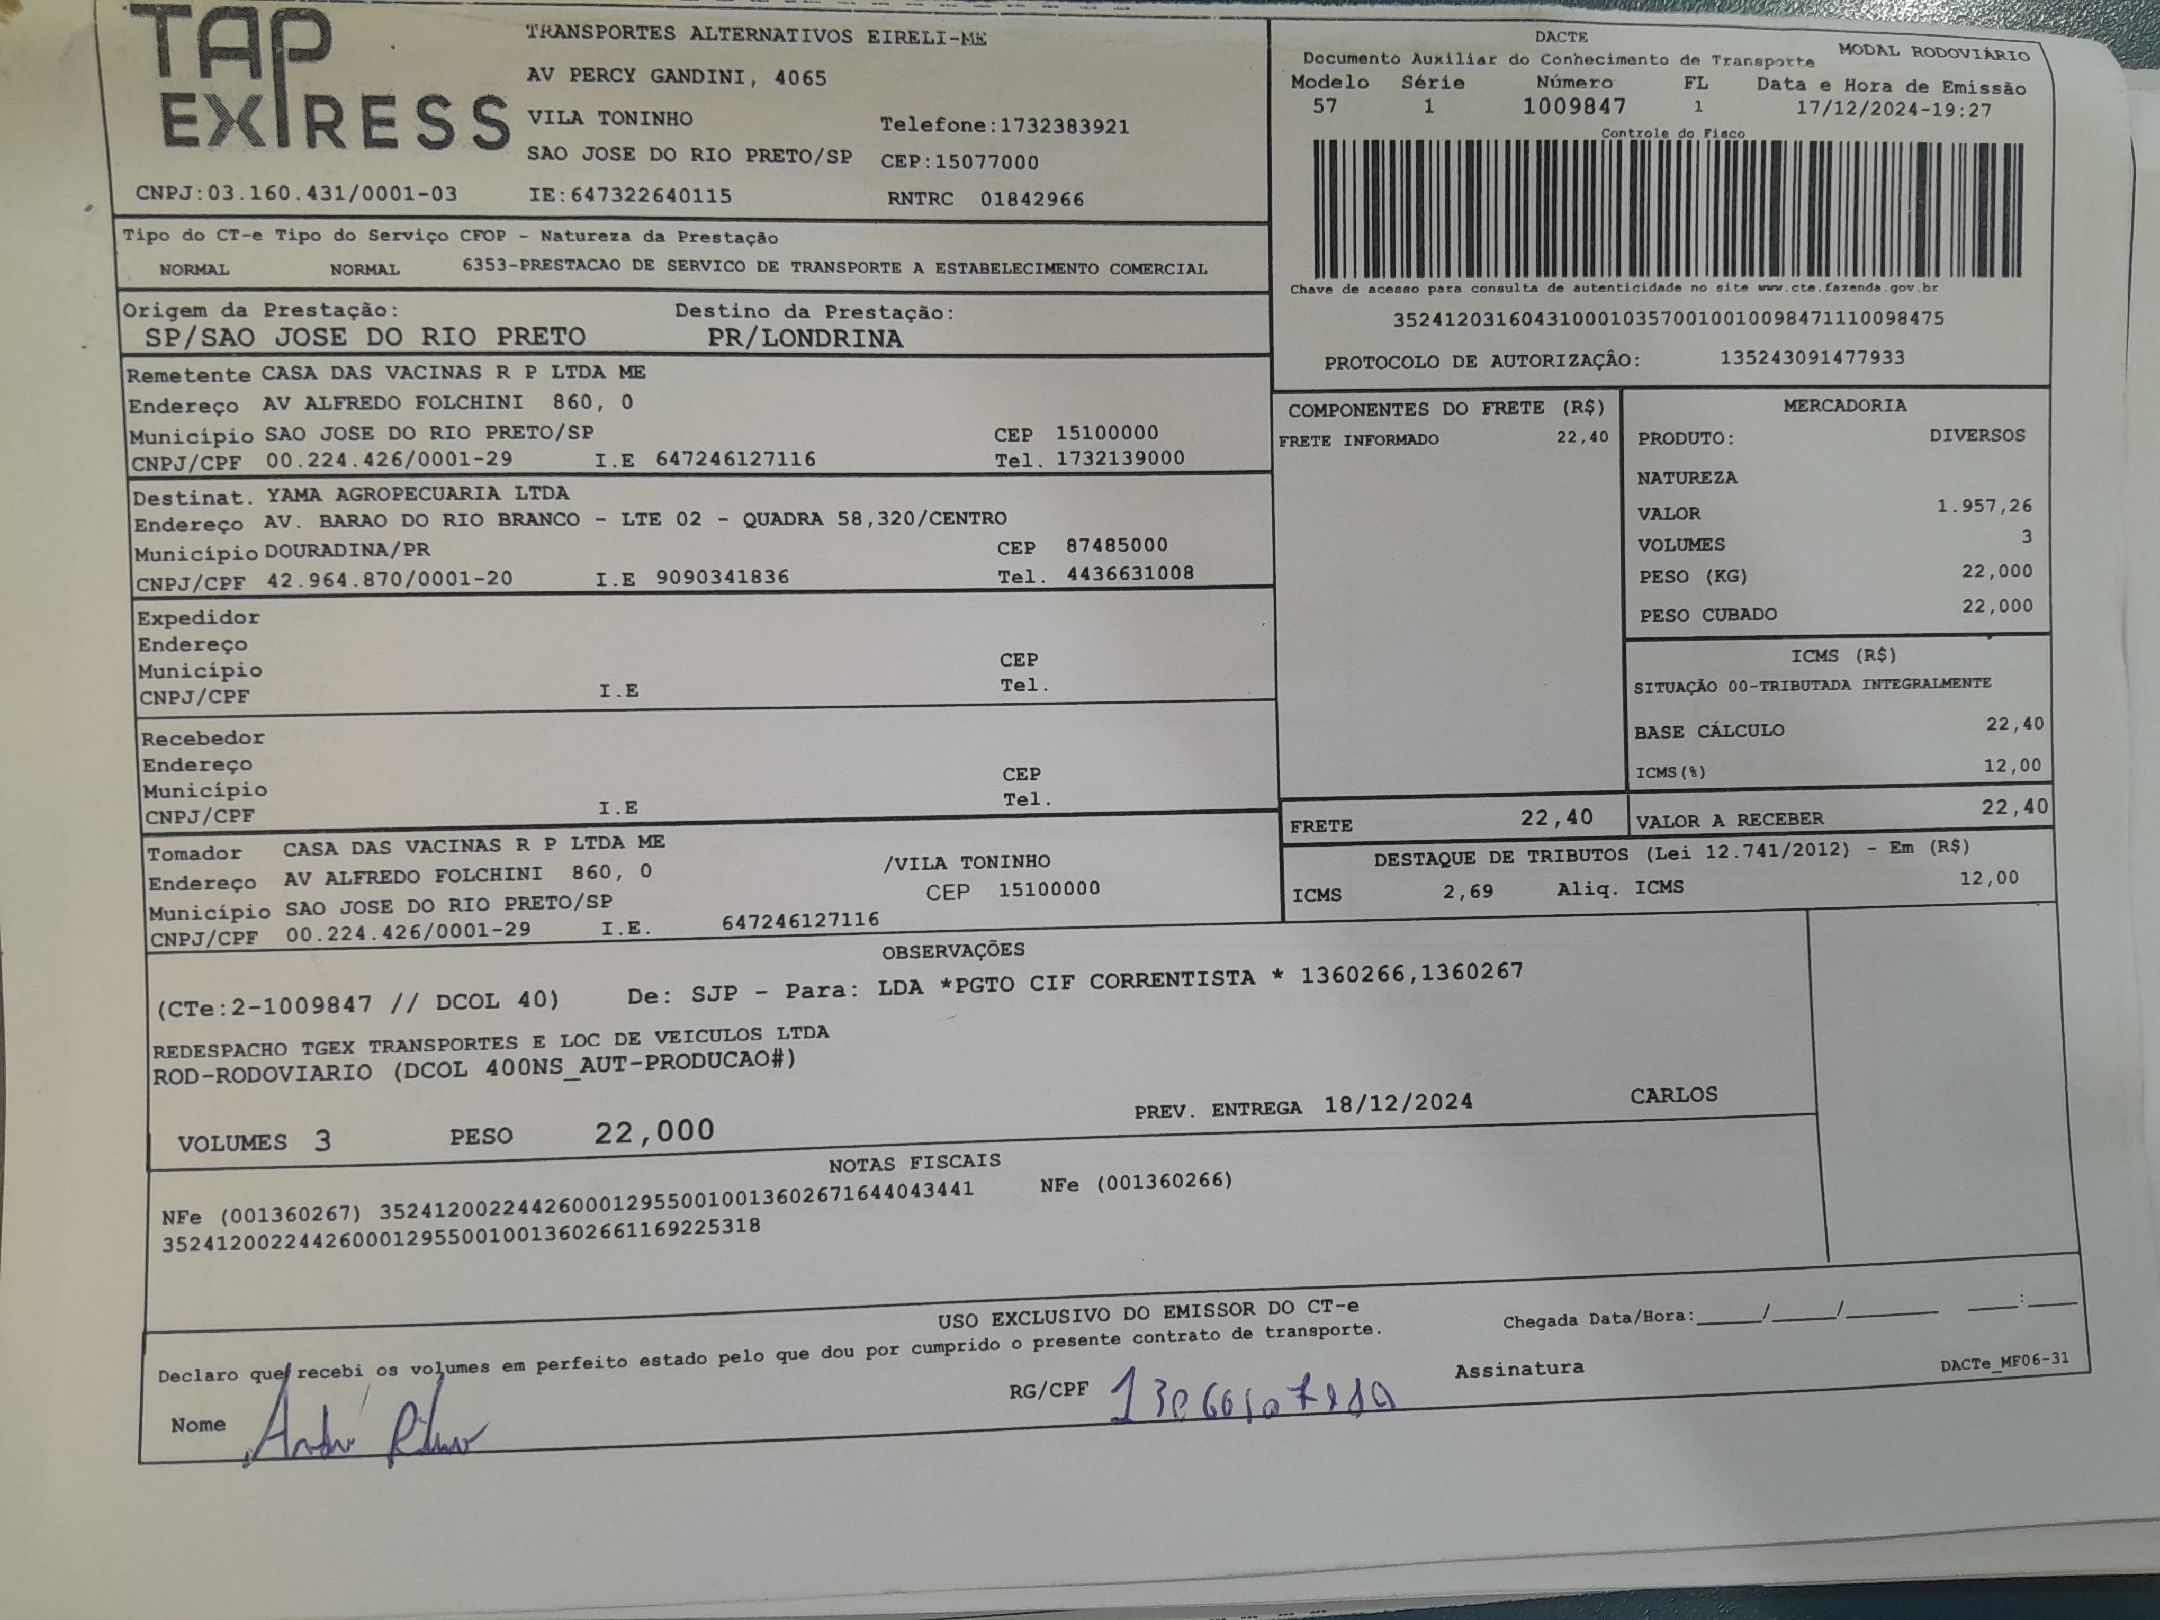 TAP EXPRESS
TRANSPORTES ALTERNATIVOS EIRELI-ME
AV PERCY GANDINI, 4065
VILA TONINHO Telefone:1732383921
SAO JOSE DO RIO PRETO/SP CEP:15077000
CNPJ:03.160.431/0001-03 IE:647322640115 RNTRC 01842966
DACTE MODAL RODOVIÁRIO
Documento Auxiliar do Conhecimento de Transporte
Modelo Série Número FL Data e Hora de Emissão
57 1 1009847 1 17/12/2024-19:27
Controle do Fisco
Chave de acesso para consulta de autenticidade no site www.cte.fazenda.gov.br
35241203160431000103570010010098471110098475
PROTOCOLO DE AUTORIZAÇÂO: 135243091477933
Tipo do CT-e Tipo do Serviço CFOP - Natureza da Prestação
NORMAL NORMAL 6353-PRESTACAO DE SERVICO DE TRANSPORTE A ESTABELECIMENTO COMERCIAL
Origem da Prestação: Destino da Prestação:
SP/SAO JOSE DO RIO PRETO PR/LONDRINA
Remetente CASA DAS VACINAS R P LTDA ME
Endereço AV ALFREDO FOLCHINI 860, 0
Município SAO JOSE DO RIO PRETO/SP CEP 15100000
CNPJ/CPF 00.224.426/0001-29 I.E 647246127116 Tel. 1732139000
Destinat. YAMA AGROPECUARIA LTDA
Endereço AV. BARAO DO RIO BRANCO - LTE 02 - QUADRA 58,320/CENTRO
Município DOURADINA/PR CEP 87485000
CNPJ/CPF 42.964.870/0001-20 I.E 9090341836 Tel. 4436631008
Expedidor
Endereço
Município CEP
CNPJ/CPF I.E Tel.
Recebedor
Endereço
Município CEP
CNPJ/CPF I.E Tel.
Tomador CASA DAS VACINAS R P LTDA ME
Endereço AV ALFREDO FOLCHINI 860, 0 /VILA TONINHO
Município SAO JOSE DO RIO PRETO/SP CEP 15100000
CNPJ/CPF 00.224.426/0001-29 I.E. 647246127116
COMPONENTES DO FRETE (R$)
FRETE INFORMADO 22,40
MERCADORIA
PRODUTO: DIVERSOS
NATUREZA
VALOR 1.957,26
VOLUMES 3
PESO (KG) 22,000
PESO CUBADO 22,000
ICMS (R$)
SITUAÇÃO 00-TRIBUTADA INTEGRALMENTE
BASE CÁLCULO 22,40
ICMS(%) 12,00
FRETE 22,40 VALOR A RECEBER 22,40
DESTAQUE DE TRIBUTOS (Lei 12.741/2012) - Em (R$)
ICMS 2,69 Aliq. ICMS 12,00
OBSERVAÇÕES
(CTe:2-1009847 // DCOL 40) De: SJP - Para: LDA *PGTO CIF CORRENTISTA * 1360266,1360267
REDESPACHO TGEX TRANSPORTES E LOC DE VEICULOS LTDA
ROD-RODOVIARIO (DCOL 400NS_AUT-PRODUCAO#)
PREV. ENTREGA 18/12/2024 CARLOS
VOLUMES 3 PESO 22,000
NOTAS FISCAIS
NFe (001360267) 35241200224426000129550010013602671644043441 NFe (001360266)
35241200224426000129550010013602661169225318
USO EXCLUSIVO DO EMISSOR DO CT-e
Declaro que recebi os volumes em perfeito estado pelo que dou por cumprido o presente contrato de transporte.
Chegada Data/Hora:_____/_____/_______ ____:____
Nome André RG/CPF Assinatura
DACTe_MF06-31